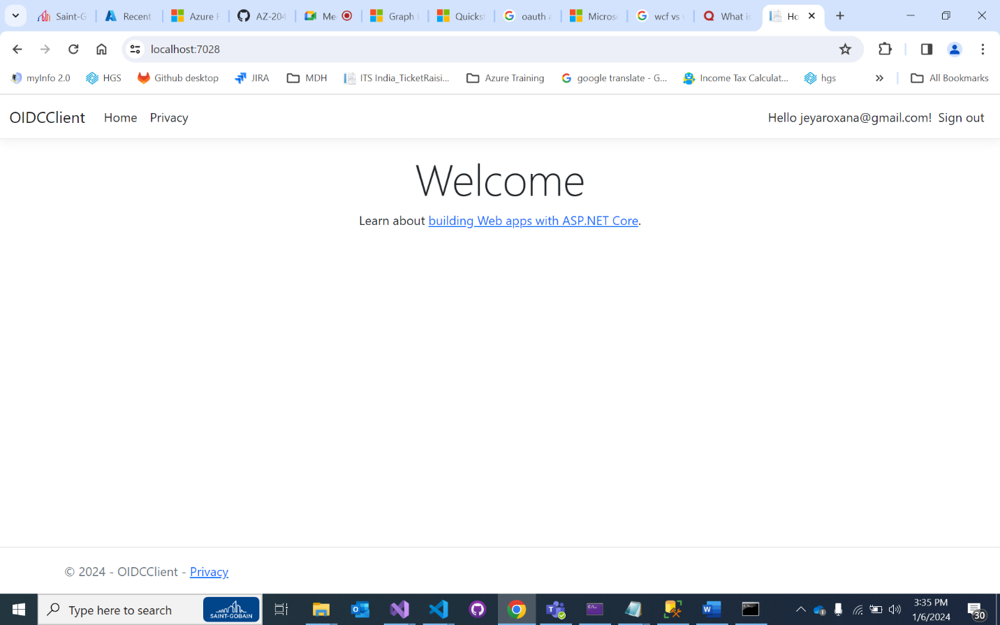 Saint-G
Recent
Azure F
AZ-204
Me
Graph
Quickst
oauth a
Microso
wcf vs
What is
Ho
localhost:7028
myInfo 2.0
HGS
Github desktop
JIRA
MDH
ITS India_TicketRaisi...
Azure Training
google translate - G...
Income Tax Calculat...
hgs
All Bookmarks
OIDCClient Home Privacy
Hello jeyaroxana@gmail.com! Sign out
Welcome
Learn about building Web apps with ASP.NET Core.
© 2024 - OIDCClient - Privacy
Type here to search
SAINT-GOBAIN
3:35 PM
1/6/2024
30